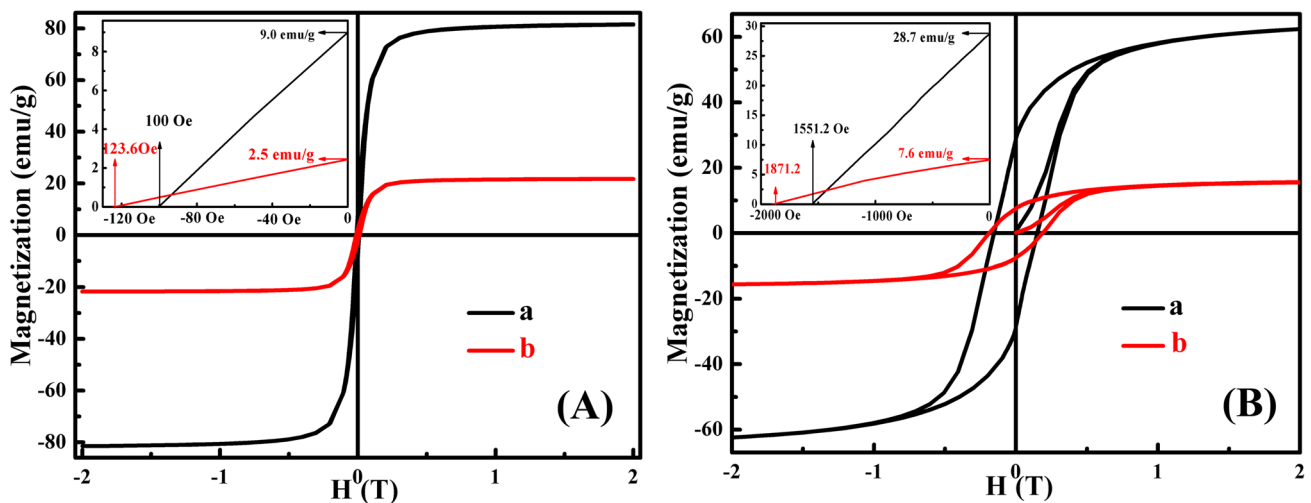 80
60
40
20
0
-20
-40
-60
-80
Magnetization (emu/g)
-2
-1
0
1
2
H (T)
8
6
4
2
0
-120 Oe
-80 Oe
-40 Oe
0
9.0 emu/g
100 Oe
123.6Oe
2.5 emu/g
a
b
(A)
60
40
20
0
-20
-40
-60
Magnetization (emu/g)
-2
-1
0
1
2
H (T)
30
25
20
15
10
5
0
-2000 Oe
-1000 Oe
0
28.7 emu/g
1551.2 Oe
1871.2
7.6 emu/g
a
b
(B)